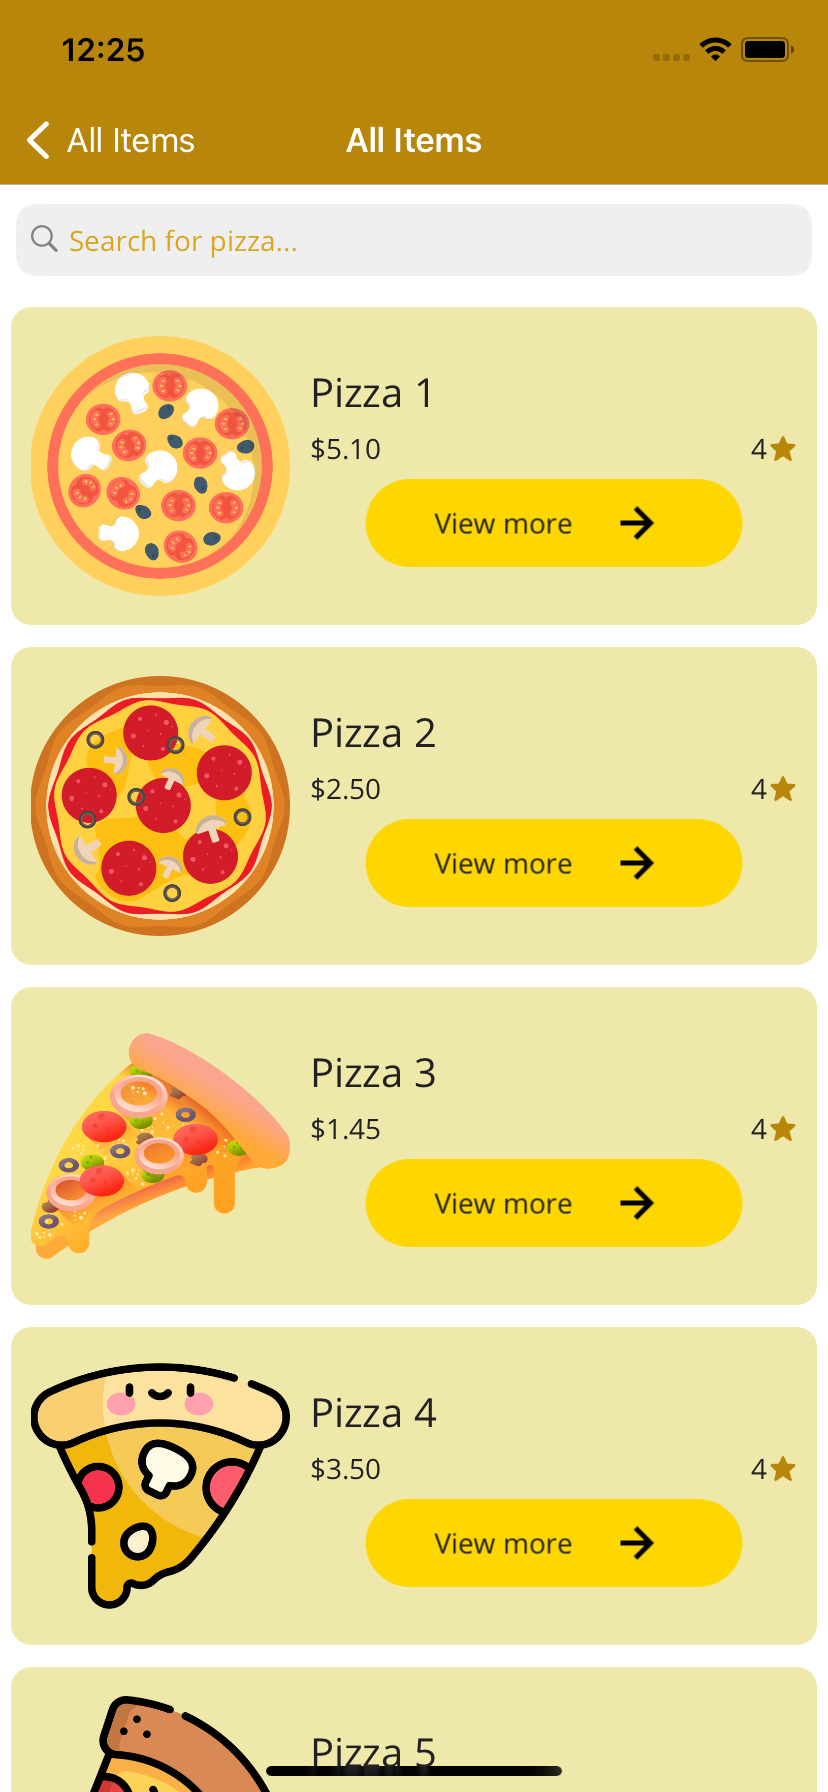 12:25
All Items
All Items
Search for pizza...
Pizza 1
$5.10
4
View more
Pizza 2
$2.50
4
View more
Pizza 3
$1.45
4
View more
Pizza 4
$3.50
4
View more
Pizza 5